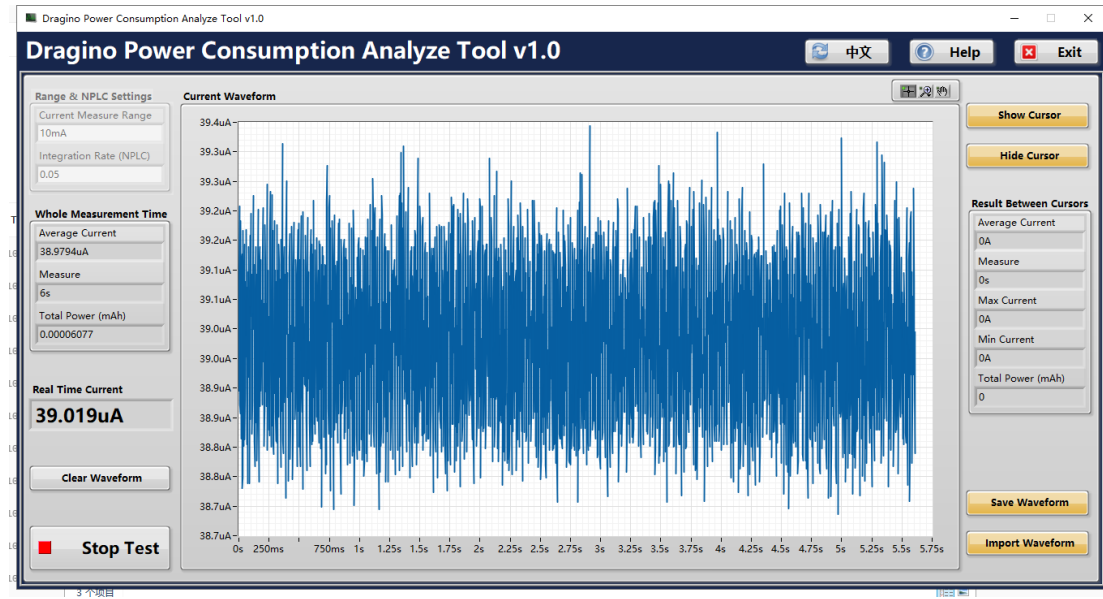 Dragino Power Consumption Analyze Tool v1.0
Dragino Power Consumption Analyze Tool v1.0
中文
Help
Exit
Range & NPLC Settings
Current Measure Range
10mA
Integration Rate (NPLC)
0.05
Whole Measurement Time
Average Current
38.9794uA
Measure
6s
Total Power (mAh)
0.00006077
Real Time Current
39.019uA
Clear Waveform
Stop Test
Current Waveform
39.4uA
39.3uA
39.3uA
39.2uA
39.2uA
39.1uA
39.1uA
39.0uA
39.0uA
38.9uA
38.9uA
38.8uA
38.8uA
38.7uA
38.7uA
0s 250ms 750ms 1s 1.25s 1.5s 1.75s 2s 2.25s 2.5s 2.75s 3s 3.25s 3.5s 3.75s 4s 4.25s 4.5s 4.75s 5s 5.25s 5.5s 5.75s
Show Cursor
Hide Cursor
Result Between Cursors
Average Current
0A
Measure
0s
Max Current
0A
Min Current
0A
Total Power (mAh)
0
Save Waveform
Import Waveform
3 个项目